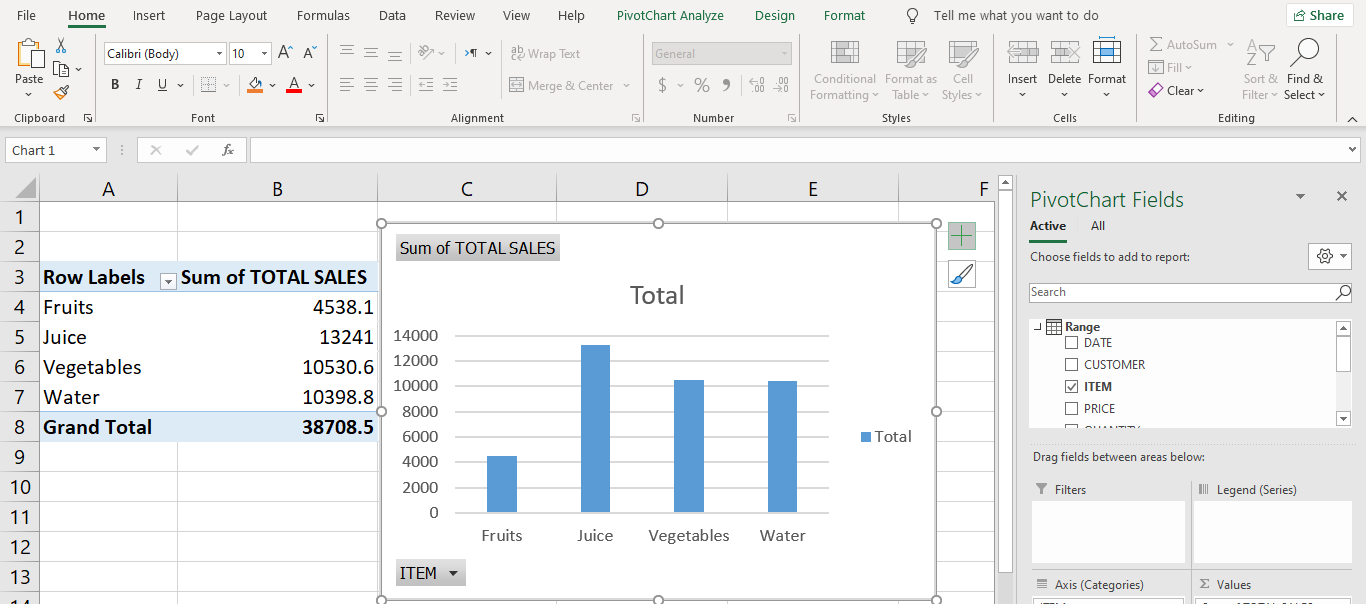 File Home Insert Page Layout Formulas Data Review View Help PivotChart Analyze Design Format Tell me what you want to do Share
Calibri (Body) 10 A A Wrap Text General AutoSum
Paste Conditional Format as Cell Insert Delete Format Fill Sort & Find &
B I U A Merge & Center $ % Formatting Table Styles Clear Filter Select
Clipboard Font Alignment Number Styles Cells Editing
Chart 1 fx
A B C D E F
PivotChart Fields
Active All
Choose fields to add to report:
Search
Range
DATE
CUSTOMER
ITEM
PRICE
QUANTITY
Drag fields between areas below:
Filters Legend (Series)
Axis (Categories) Values
1
2
3 Row Labels Sum of TOTAL SALES
4 Fruits 4538.1
5 Juice 13241
6 Vegetables 10530.6
7 Water 10398.8
8 Grand Total 38708.5
9
10
11
12
13
14
Sum of TOTAL SALES
Total
14000
12000
10000
8000
6000
4000
2000
0
Fruits Juice Vegetables Water
Total
ITEM